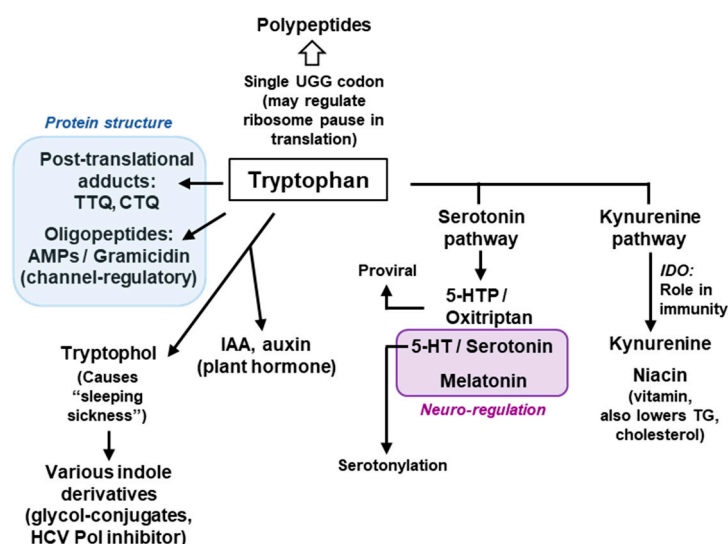 Polypeptides
Single UGG codon
(may regulate
ribosome pause in
translation)
Protein structure
Post-translational
adducts:
TTQ, CTQ
Oligopeptides:
AMPs / Gramicidin
(channel-regulatory)
Tryptophan
Serotonin
pathway
Kynurenine
pathway
Proviral
5-HTP /
Oxitriptan
IDO:
Role in
immunity
Tryptophol
(Causes
“sleeping
sickness”)
IAA, auxin
(plant hormone)
5-HT / Serotonin
Melatonin
Neuro-regulation
Kynurenine
Niacin
(vitamin,
also lowers TG,
cholesterol)
Serotonylation
Various indole
derivatives
(glycol-conjugates,
HCV Pol inhibitor)